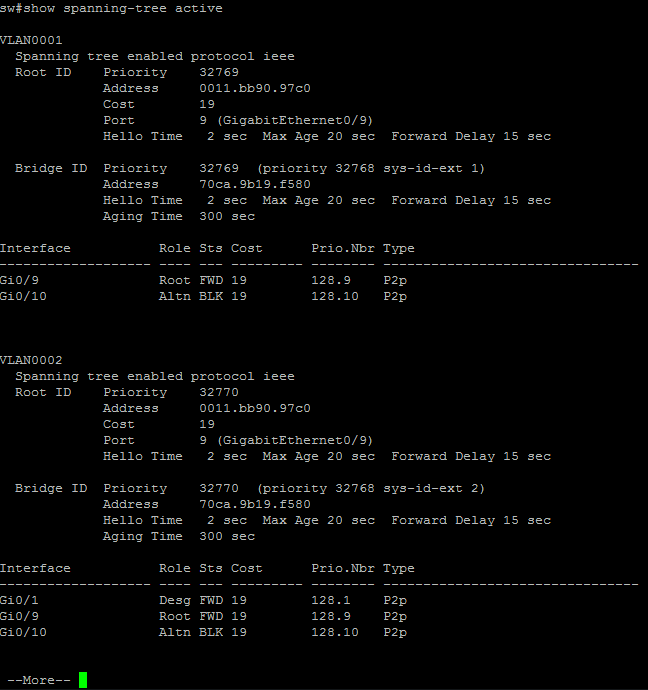 sw#show spanning-tree active
VLAN0001
  Spanning tree enabled protocol ieee
  Root ID    Priority    32769
             Address     0011.bb90.97c0
             Cost        19
             Port        9 (GigabitEthernet0/9)
             Hello Time   2 sec  Max Age 20 sec  Forward Delay 15 sec
  Bridge ID  Priority    32769  (priority 32768 sys-id-ext 1)
             Address     70ca.9b19.f580
             Hello Time   2 sec  Max Age 20 sec  Forward Delay 15 sec
             Aging Time  300 sec
Interface           Role Sts Cost      Prio.Nbr Type
------------------- ---- --- --------- -------- --------------------------------
Gi0/9               Root FWD 19        128.9    P2p
Gi0/10              Altn BLK 19        128.10   P2p
VLAN0002
  Spanning tree enabled protocol ieee
  Root ID    Priority    32770
             Address     0011.bb90.97c0
             Cost        19
             Port        9 (GigabitEthernet0/9)
             Hello Time   2 sec  Max Age 20 sec  Forward Delay 15 sec
  Bridge ID  Priority    32770  (priority 32768 sys-id-ext 2)
             Address     70ca.9b19.f580
             Hello Time   2 sec  Max Age 20 sec  Forward Delay 15 sec
             Aging Time  300 sec
Interface           Role Sts Cost      Prio.Nbr Type
------------------- ---- --- --------- -------- --------------------------------
Gi0/1               Desg FWD 19        128.1    P2p
Gi0/9               Root FWD 19        128.9    P2p
Gi0/10              Altn BLK 19        128.10   P2p
 --More--